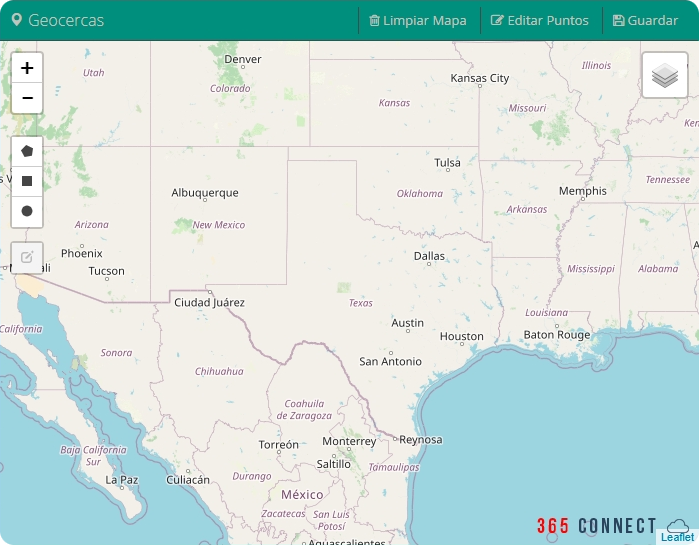 Geocercas
Limpiar Mapa
Editar Puntos
Guardar
+
−
Utah
Denver
Colorado
Kansas City
Illinois
Kansas
Missouri
Tulsa
Albuquerque
Oklahoma
Memphis
Tennessee
Arkansas
Arizona
New Mexico
Phoenix
Tucson
Dallas
Mississippi
Alabama
Ciudad Juárez
Texas
Louisiana
California
Austin
Houston
Baton Rouge
Sonora
San Antonio
Chihuahua
Coahuila
de Zaragoza
Reynosa
Monterrey
Torreón
Baja California
Sur
Saltillo
Tamaulipas
La Paz
Culiacán
Durango
México
Zacatecas
San Luis
Potosí
Aguascalientes
365 CONNECT
Leaflet